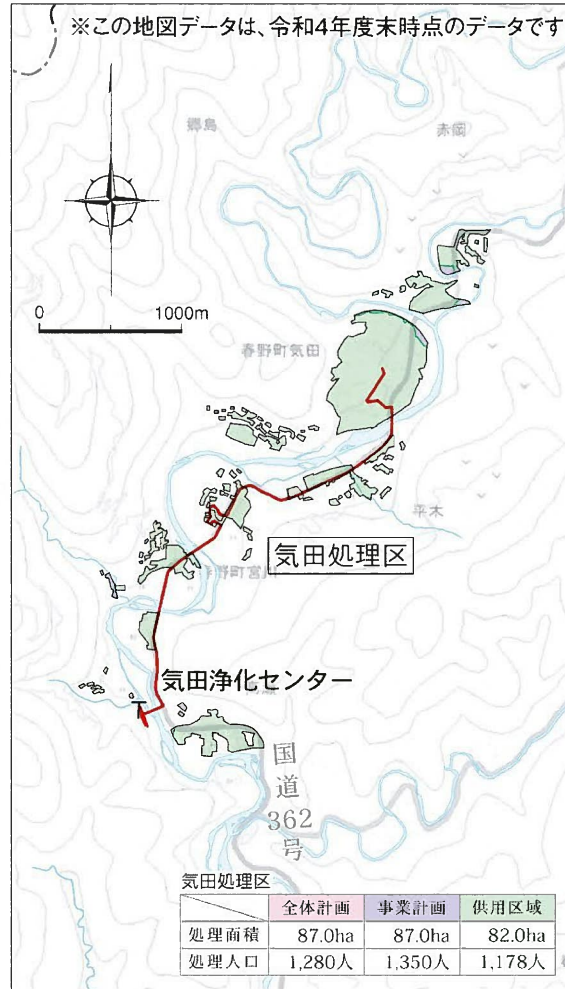 ※この地図データは、令和4年度末時点のデータです
郷島
赤岡
0 1000m
春野町気田
平木
気田処理区
春野町宮川
気田浄化センター
T
国道362号
気田処理区
全体計画 事業計画 供用区域
処理面積 87.0ha 87.0ha 82.0ha
処理人口 1,280人 1,350人 1,178人